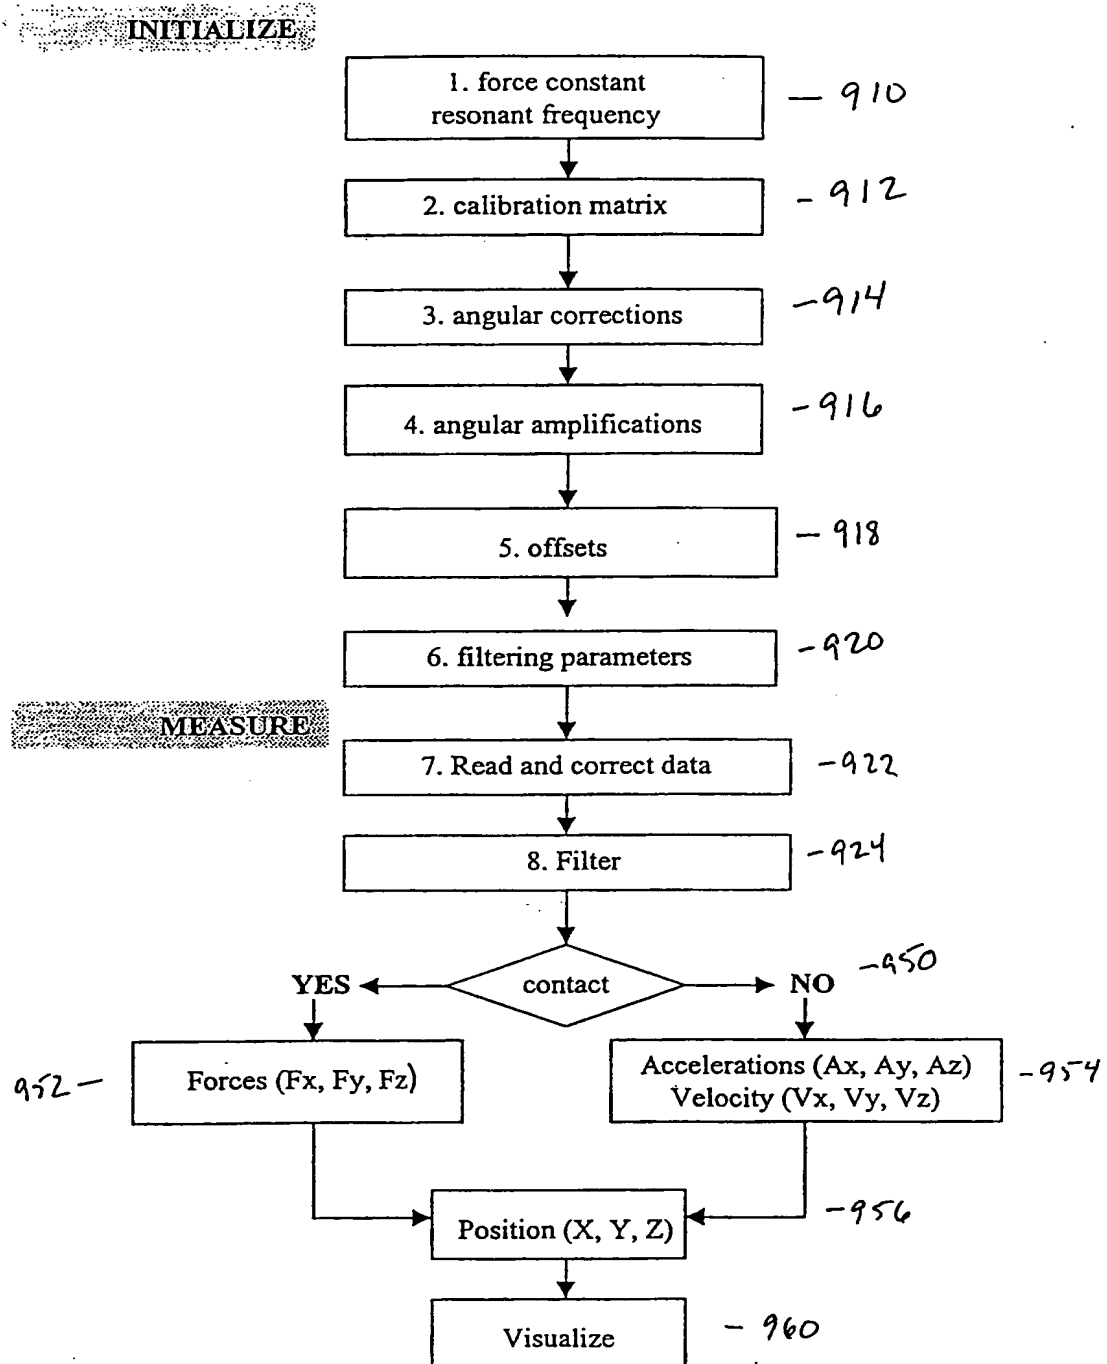 INITIALIZE
1. force constant
resonant frequency
— 910
2. calibration matrix
- 912
3. angular corrections
- 914
4. angular amplifications
- 916
5. offsets
- 918
6. filtering parameters
- 920
MEASURE
7. Read and correct data
- 922
8. Filter
- 924
contact
YES
NO
- 950
952 -
Forces (Fx, Fy, Fz)
Accelerations (Ax, Ay, Az)
Velocity (Vx, Vy, Vz)
- 954
Position (X, Y, Z)
- 956
Visualize
- 960